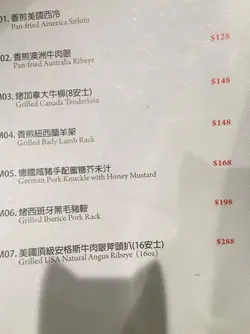 M01. 香煎美國西冷
Pan-fried America Sirloin
$128
M02. 香煎澳洲牛肉眼
Pan-fried Australia Ribeye
$148
M03. 烤加拿大牛柳(8安士)
Grilled Canada Tenderloin
$148
M04. 香煎紐西蘭羊架
Grilled Bady Lumb Rack
$168
M05. 德國咸豬手配蜜糖芥末汁
German Pork Knuckle with Honey Mustard
$198
M06. 烤西班牙黑毛豬鞍
Grilled Iberice Pork Rack
$288
M07. 美國頂級安格斯牛肉眼斧頭扒(16安士)
Grilled USA Natural Angus Ribeye (16oz)